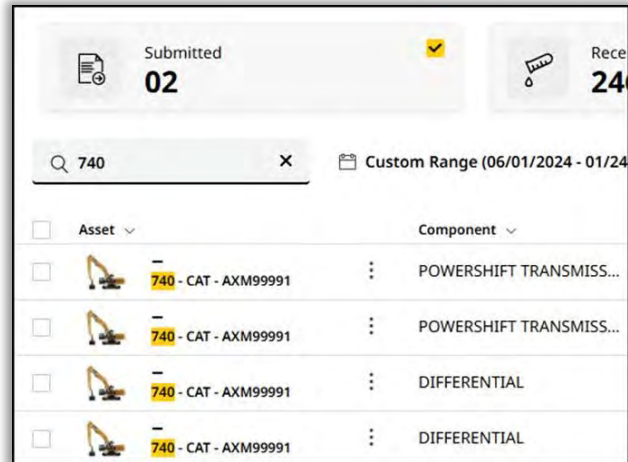 Submitted
02
Rece
24
740
Custom Range (06/01/2024 - 01/24
Asset
Component
740 - CAT - AXM99991
POWERSHIFT TRANSMISS...
740 - CAT - AXM99991
POWERSHIFT TRANSMISS...
740 - CAT - AXM99991
DIFFERENTIAL
740 - CAT - AXM99991
DIFFERENTIAL